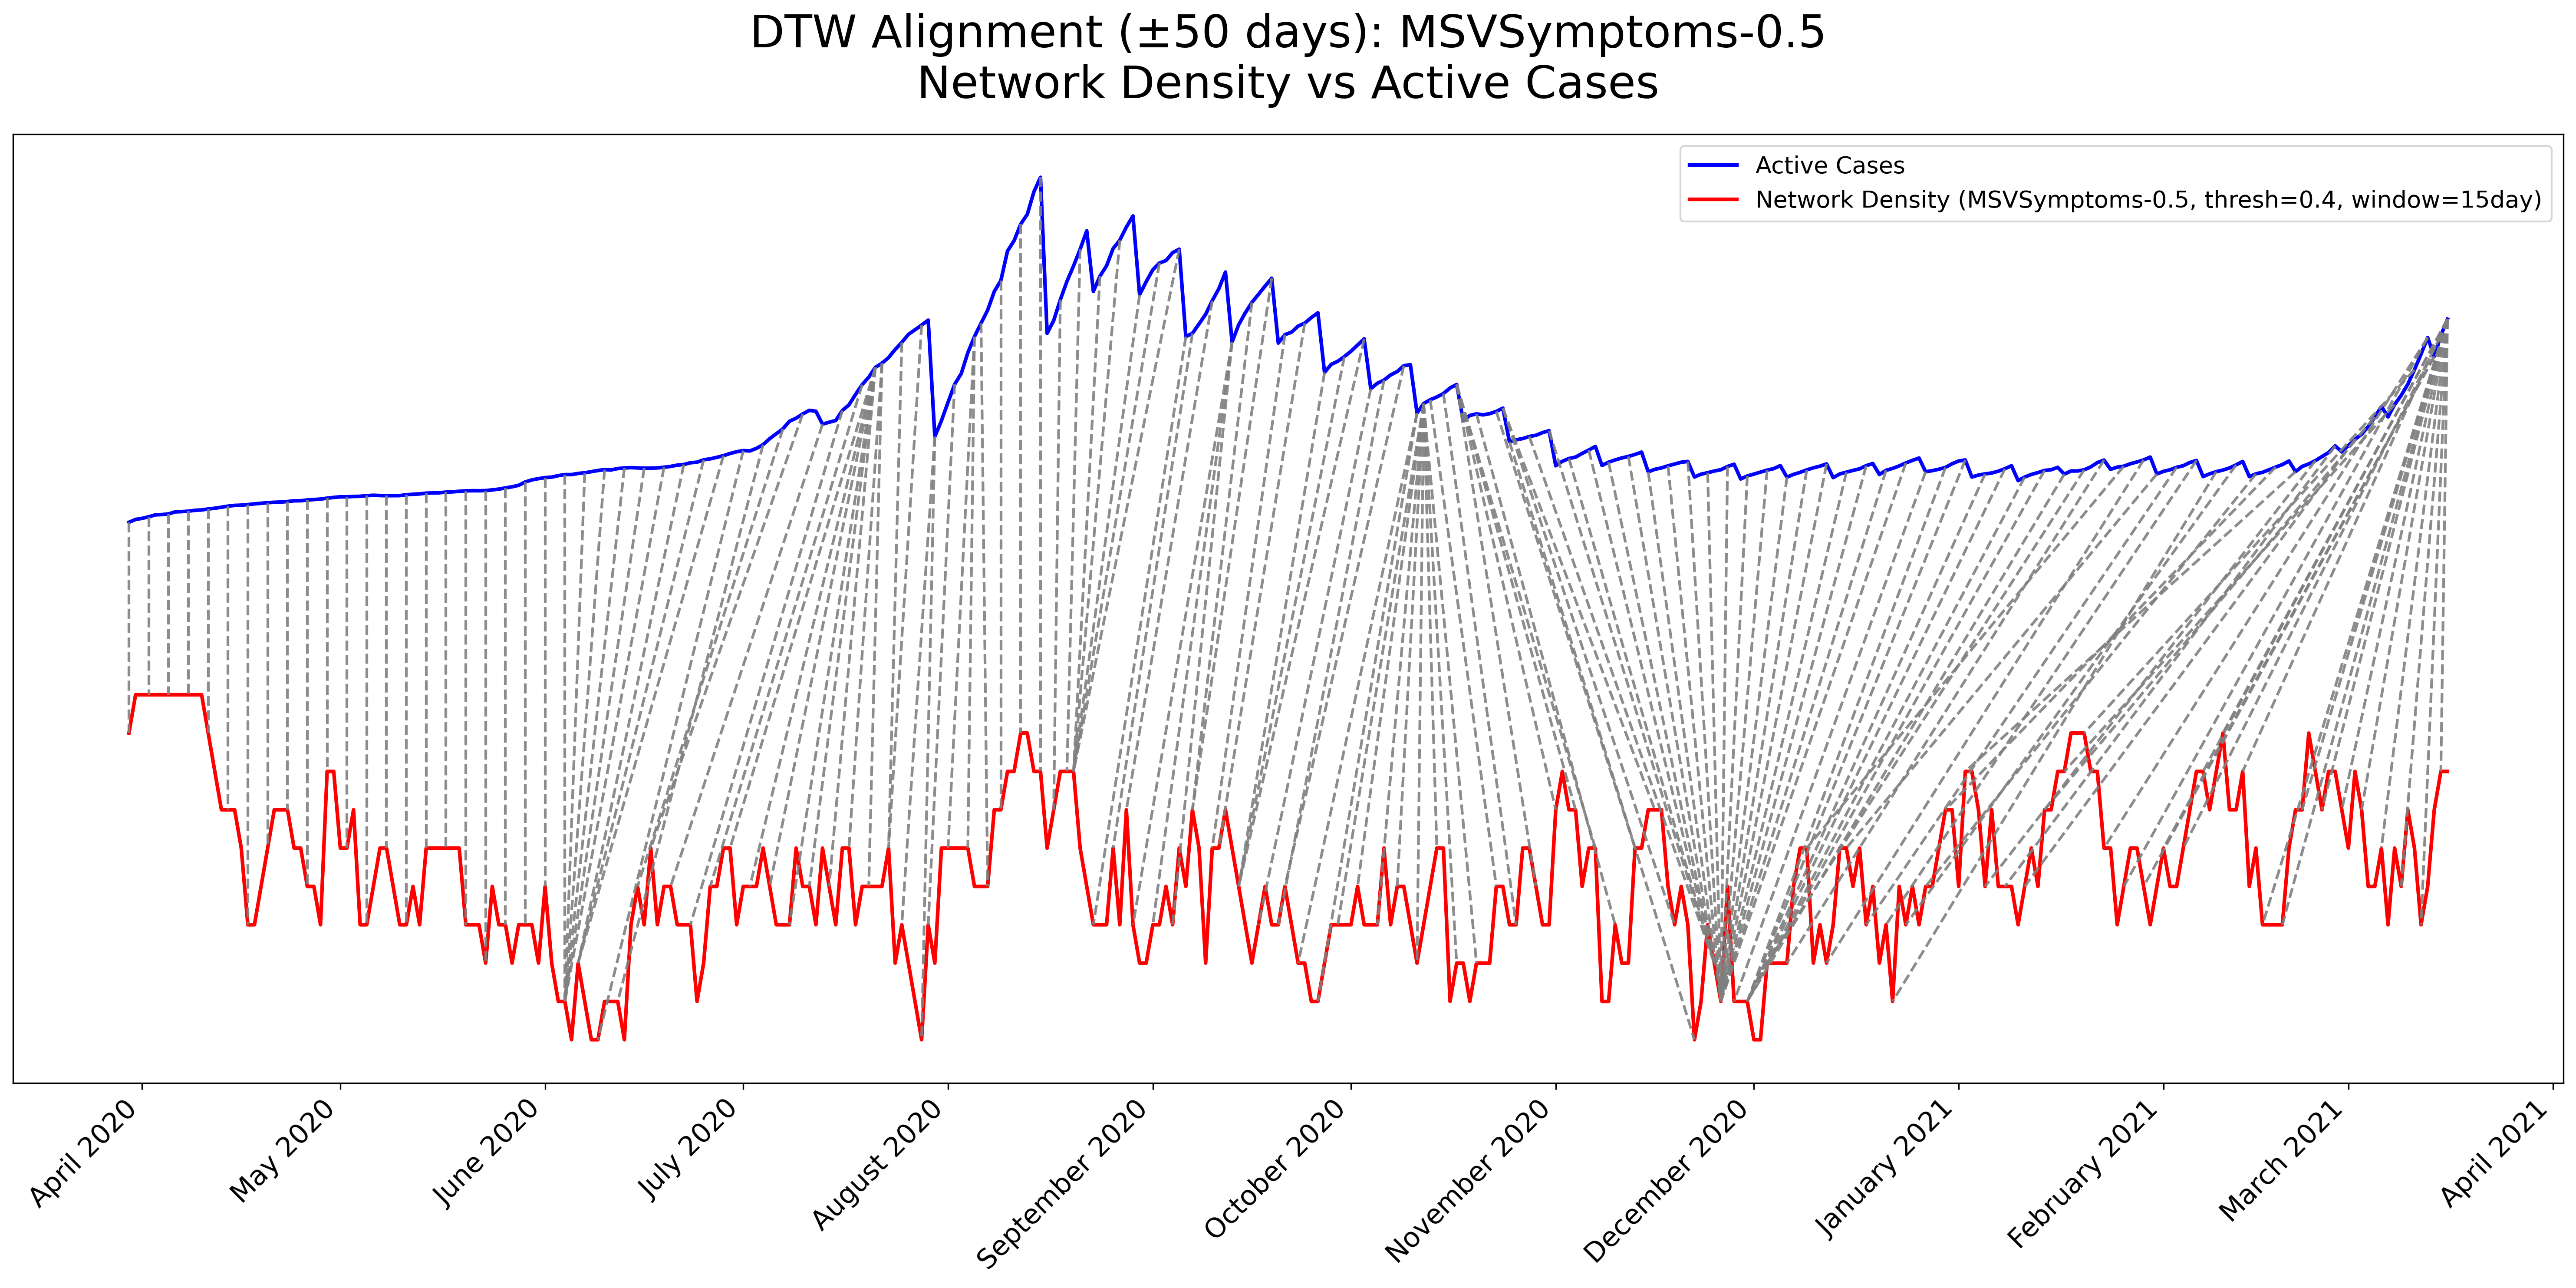 DTW Alignment (±50 days): MSVSymptoms-0.5
Network Density vs Active Cases
Active Cases
Network Density (MSVSymptoms-0.5, thresh=0.4, window=15day)
April 2020
May 2020
June 2020
July 2020
August 2020
September 2020
October 2020
November 2020
December 2020
January 2021
February 2021
March 2021
April 2021